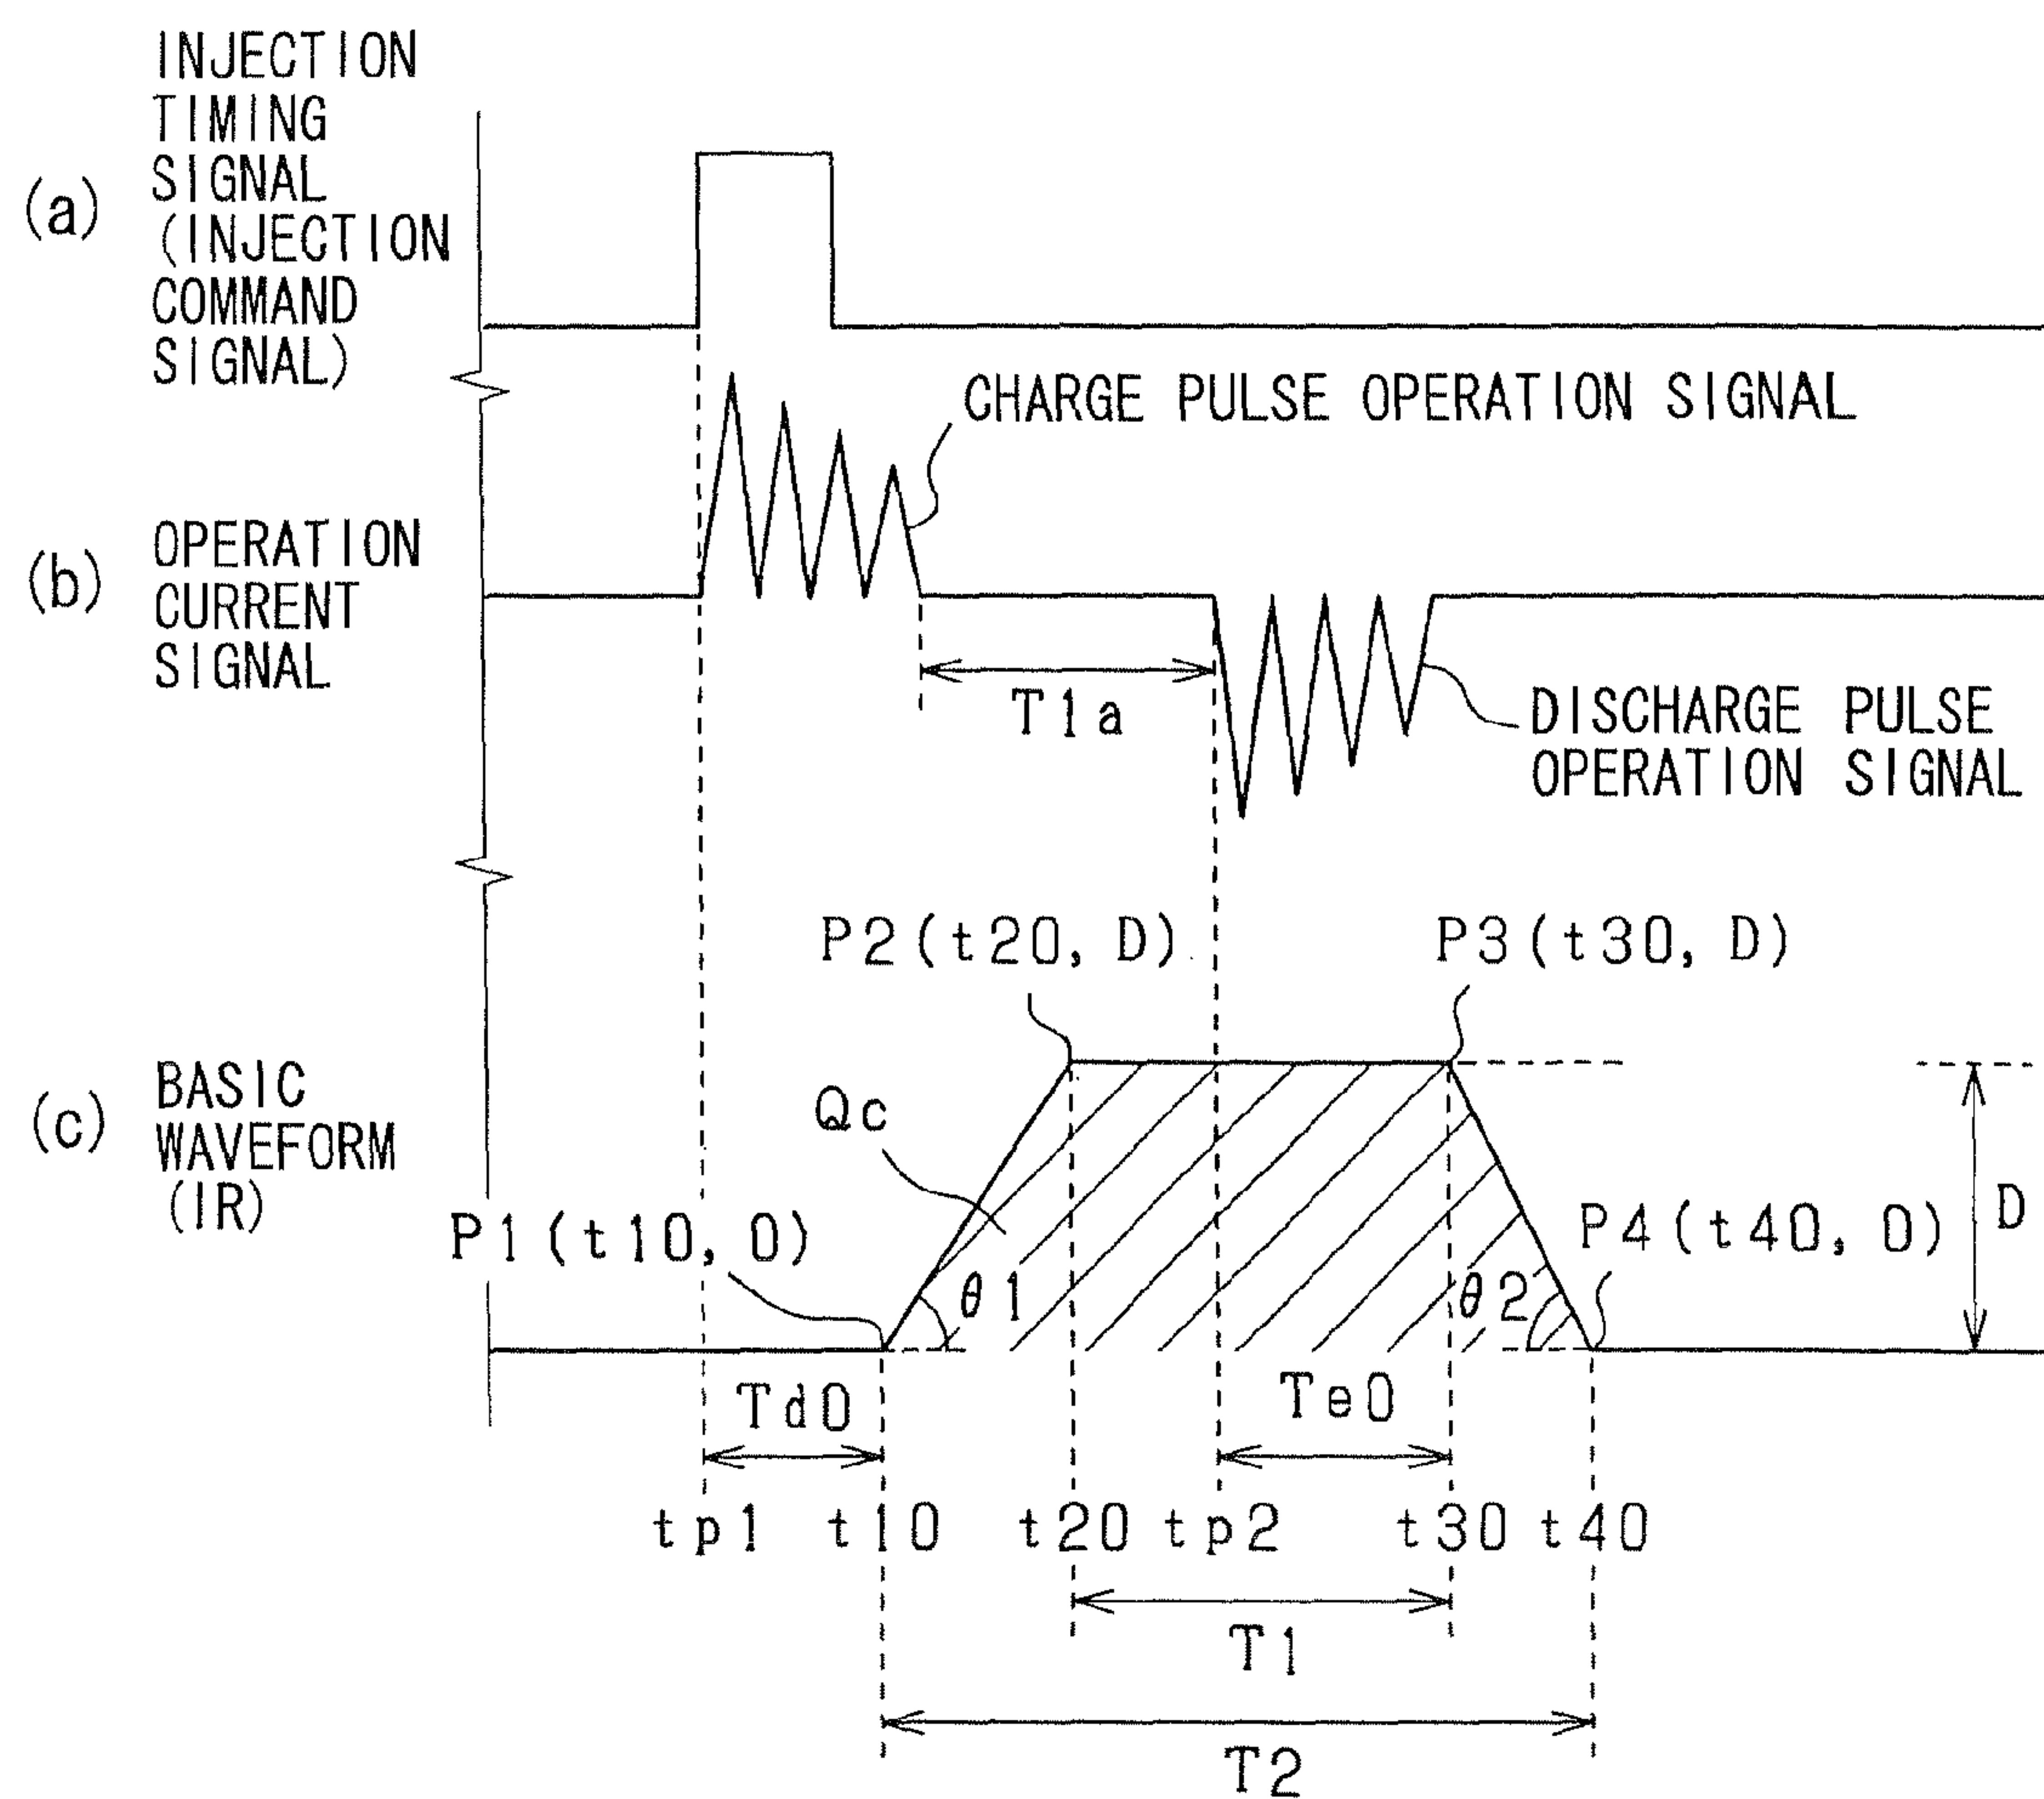 (a)
INJECTION
TIMING
SIGNAL
(INJECTION
COMMAND
SIGNAL)
CHARGE PULSE OPERATION SIGNAL
(b)
OPERATION
CURRENT
SIGNAL
T1a
DISCHARGE PULSE
OPERATION SIGNAL
(c)
BASIC
WAVEFORM
(IR)
P2(t20, D)
P3(t30, D)
Qc
P1(t10, 0)
P4(t40, 0)
D
θ1
θ2
Td0
Te0
tp1
t10
t20
tp2
t30
t40
T1
T2